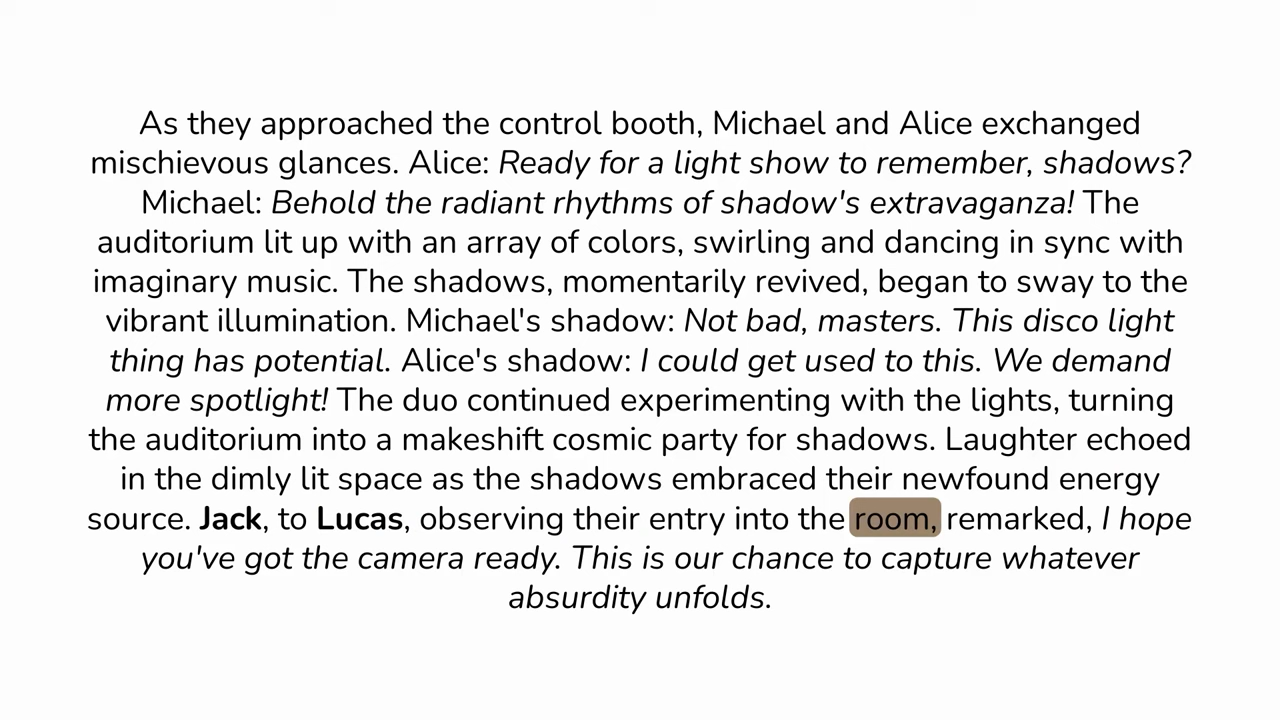 As they approached the control booth, Michael and Alice exchanged
mischievous glances. Alice: Ready for a light show to remember, shadows?
Michael: Behold the radiant rhythms of shadow's extravaganza! The
auditorium lit up with an array of colors, swirling and dancing in sync with
imaginary music. The shadows, momentarily revived, began to sway to the
vibrant illumination. Michael's shadow: Not bad, masters. This disco light
thing has potential. Alice's shadow: I could get used to this. We demand
more spotlight! The duo continued experimenting with the lights, turning
the auditorium into a makeshift cosmic party for shadows. Laughter echoed
in the dimly lit space as the shadows embraced their newfound energy
source. Jack, to Lucas, observing their entry into the room, remarked, I hope
you've got the camera ready. This is our chance to capture whatever
absurdity unfolds.